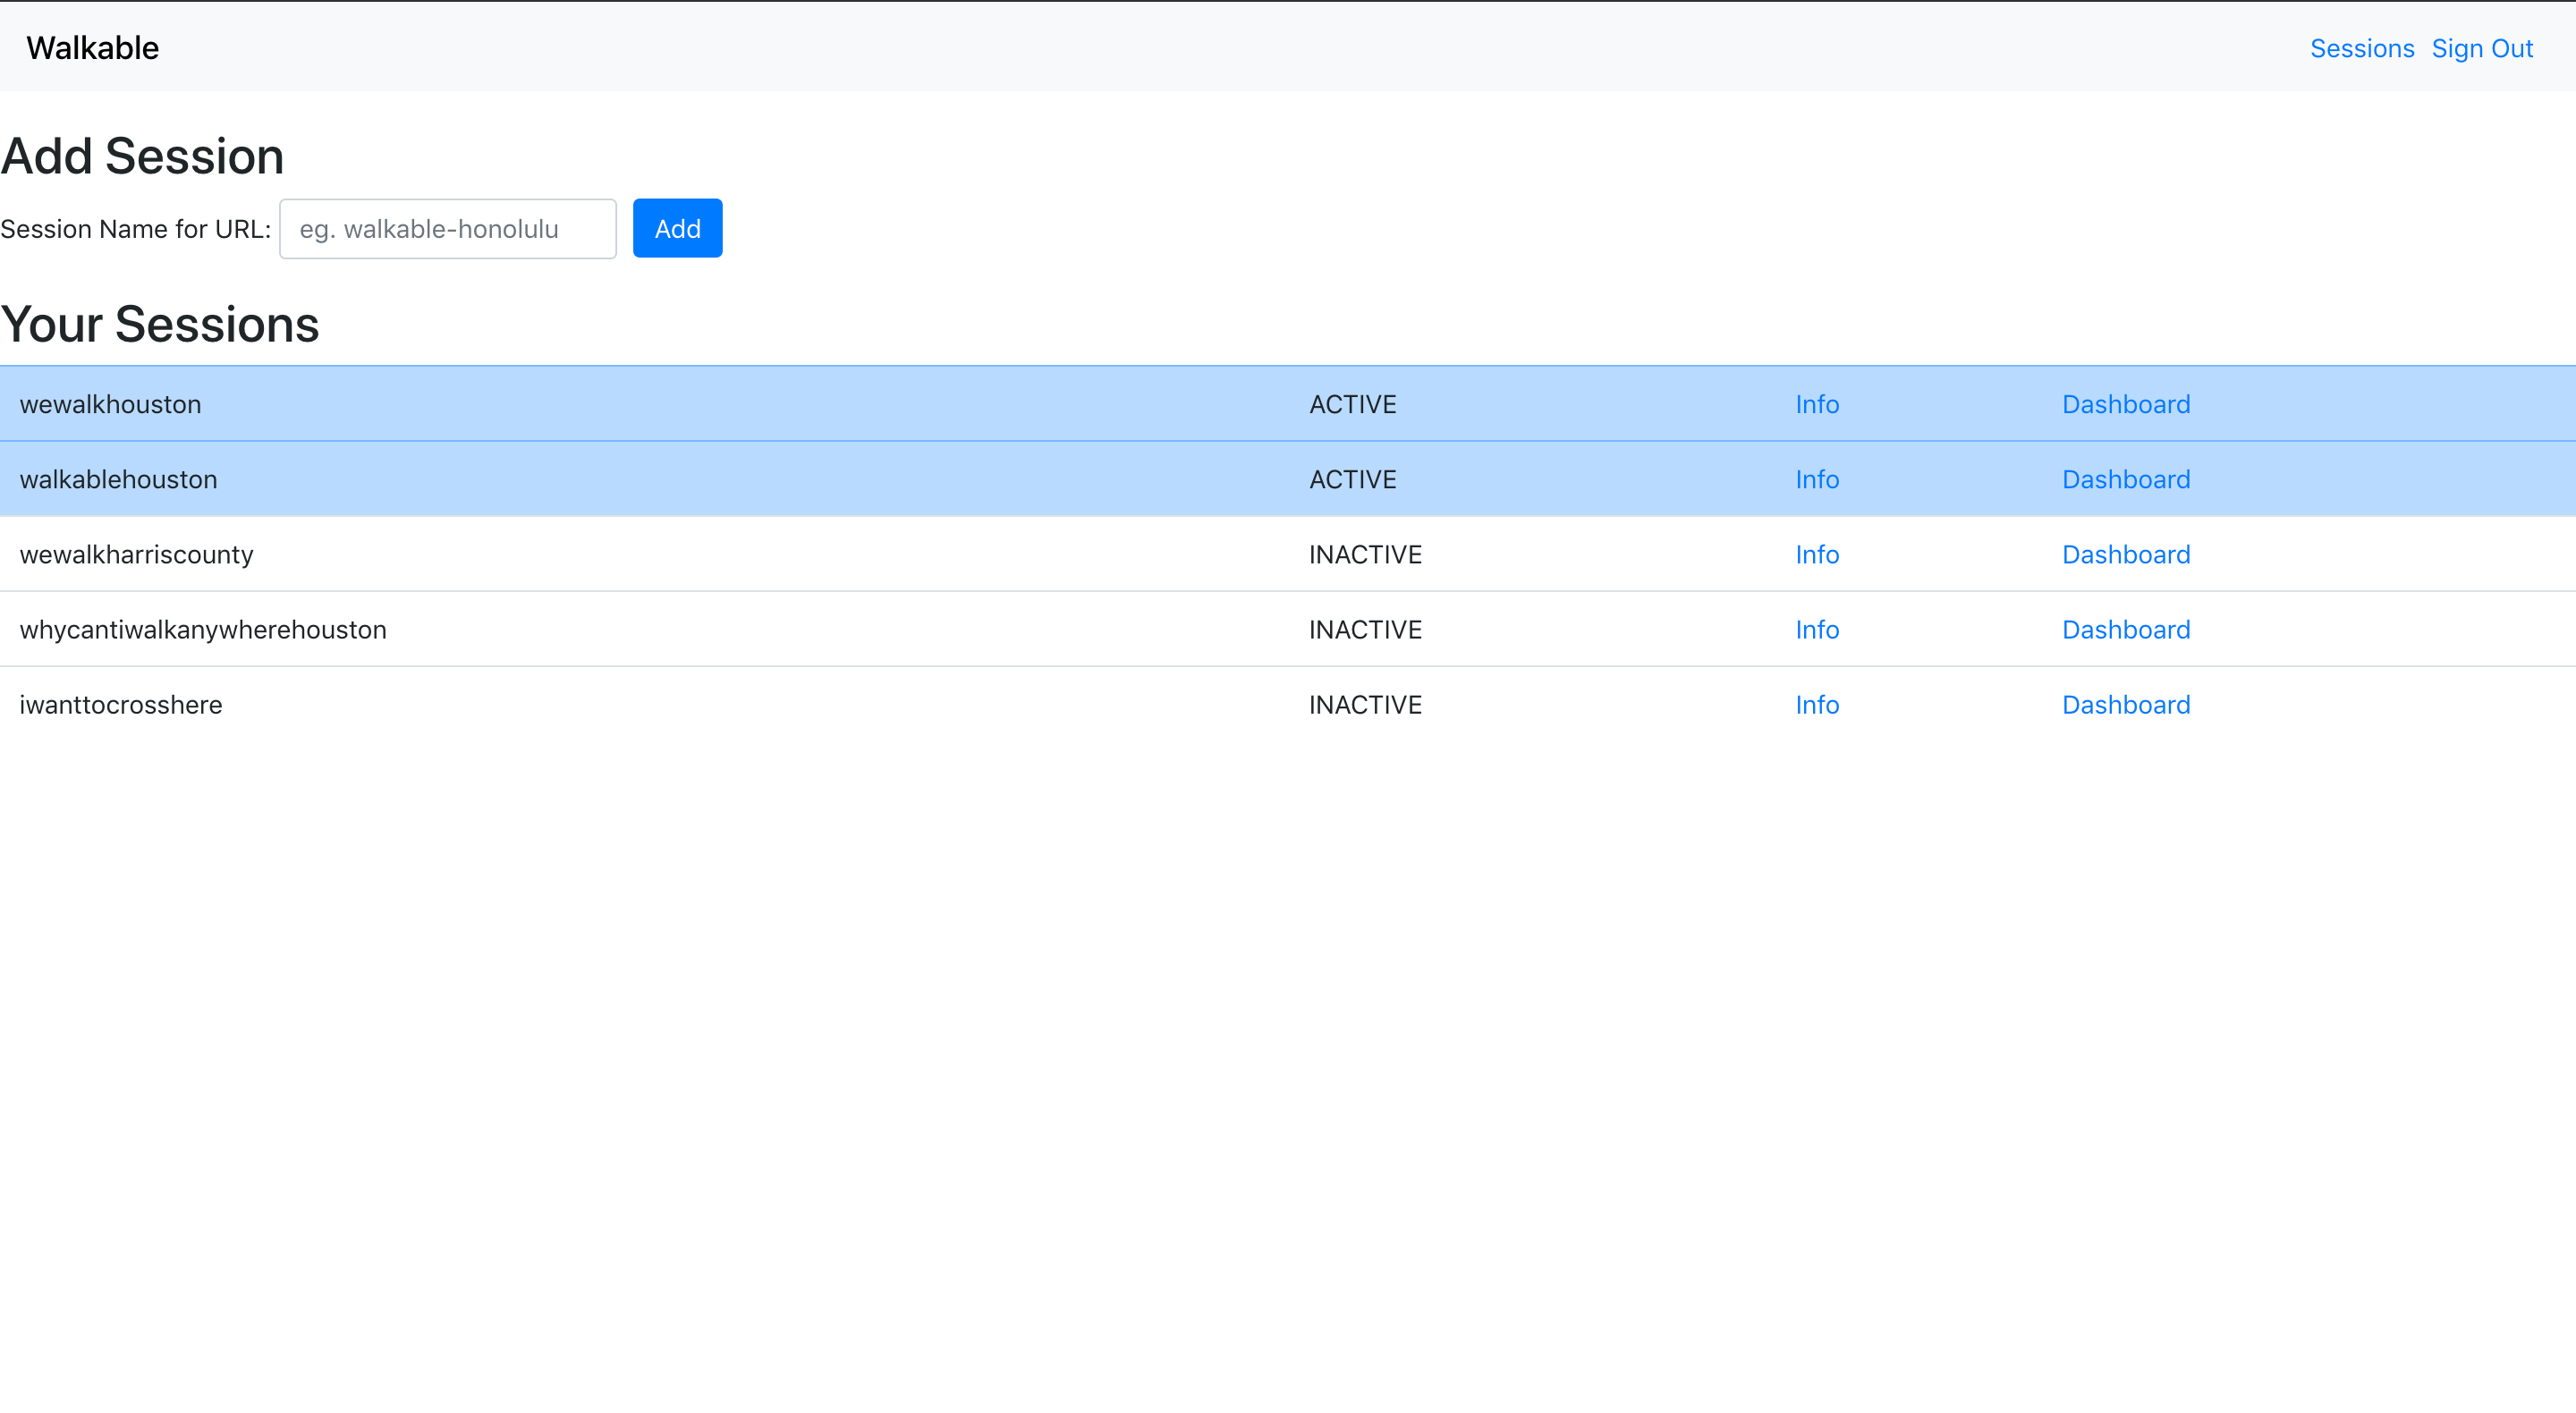 Walkable Sessions Sign Out
Add Session
Session Name for URL: eg. walkable-honolulu Add
Your Sessions
wewalkhouston ACTIVE Info Dashboard
walkablehouston ACTIVE Info Dashboard
wewalkharriscounty INACTIVE Info Dashboard
whycantiwalkanywherehouston INACTIVE Info Dashboard
iwanttocrosshere INACTIVE Info Dashboard